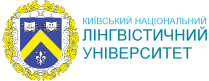 КИЇВСЬКИЙ НАЦІОНАЛЬНИЙ
ЛІНГВІСТИЧНИЙ
УНІВЕРСИТЕТ